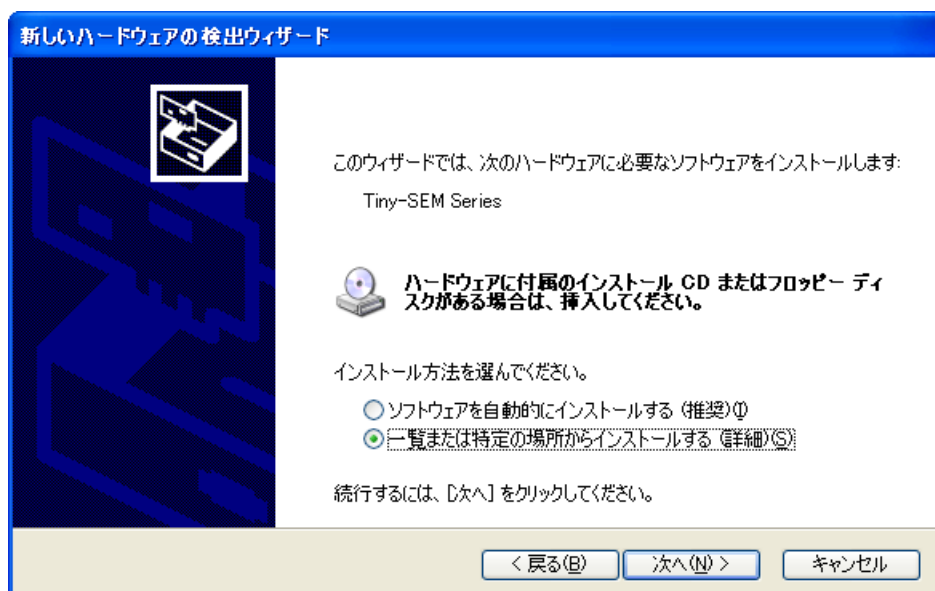 新しいハードウェアの検出ウィザード
このウィザードでは、次のハードウェアに必要なソフトウェアをインストールします:
Tiny-SEM Series
ハードウェアに付属のインストール CD またはフロッピー ディ
スクがある場合は、挿入してください。
インストール方法を選んでください。
ソフトウェアを自動的にインストールする (推奨)(I)
一覧または特定の場所からインストールする (詳細)(S)
続行するには、[次へ] をクリックしてください。
< 戻る(B)
次へ(N) >
キャンセル